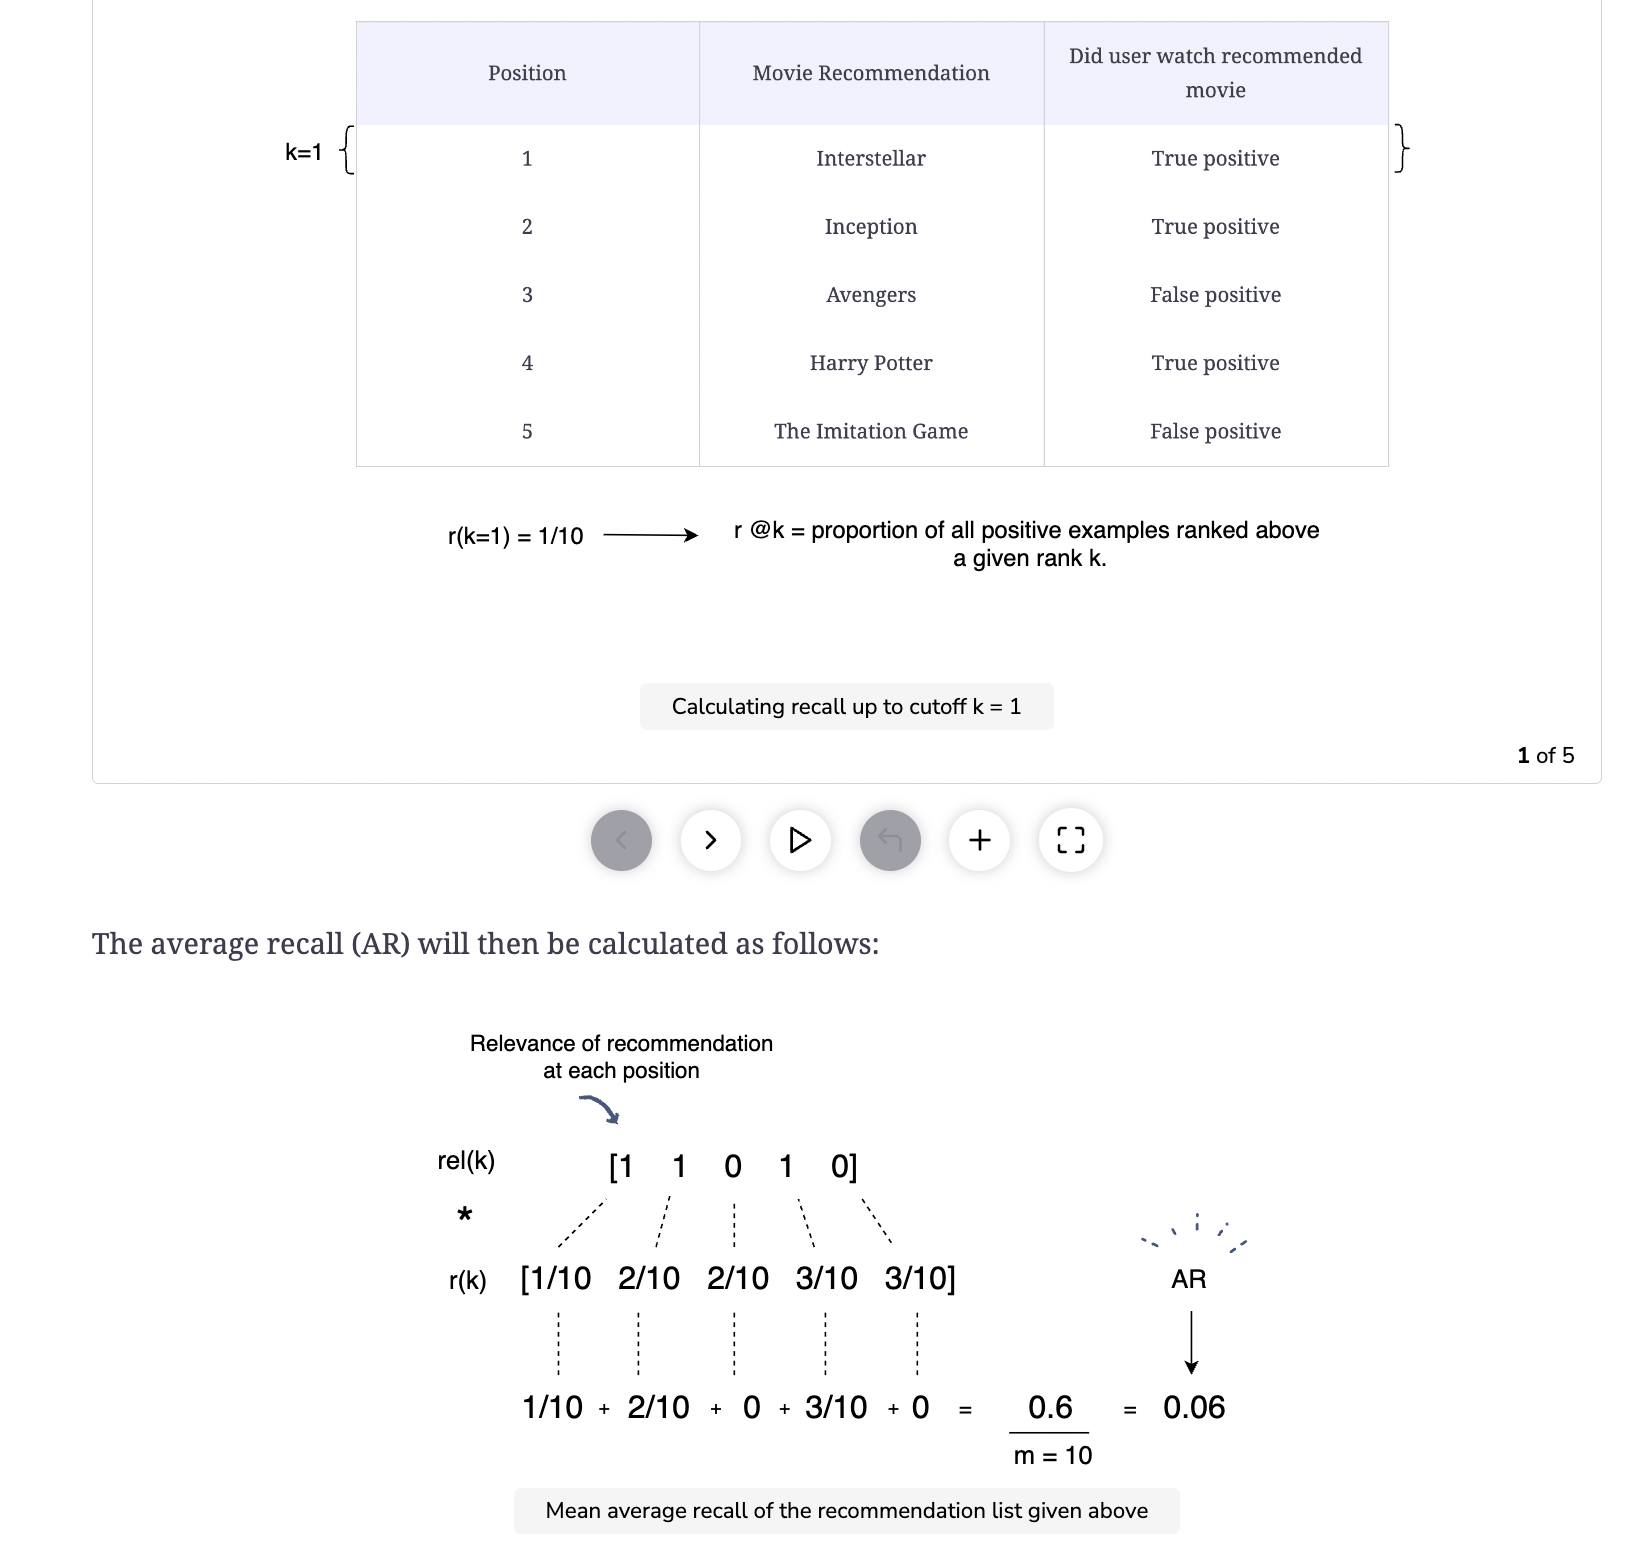 Position Movie Recommendation Did user watch recommended
movie
k=1 { 1 Interstellar True positive }
2 Inception True positive
3 Avengers False positive
4 Harry Potter True positive
5 The Imitation Game False positive
r(k=1) = 1/10 r @k = proportion of all positive examples ranked above
a given rank k.
Calculating recall up to cutoff k = 1
1 of 5
The average recall (AR) will then be calculated as follows:
Relevance of recommendation
at each position
rel(k) [1 1 0 1 0]
*
r(k) [1/10 2/10 2/10 3/10 3/10] AR
1/10 + 2/10 + 0 + 3/10 + 0 = 0.6 = 0.06
m = 10
Mean average recall of the recommendation list given above